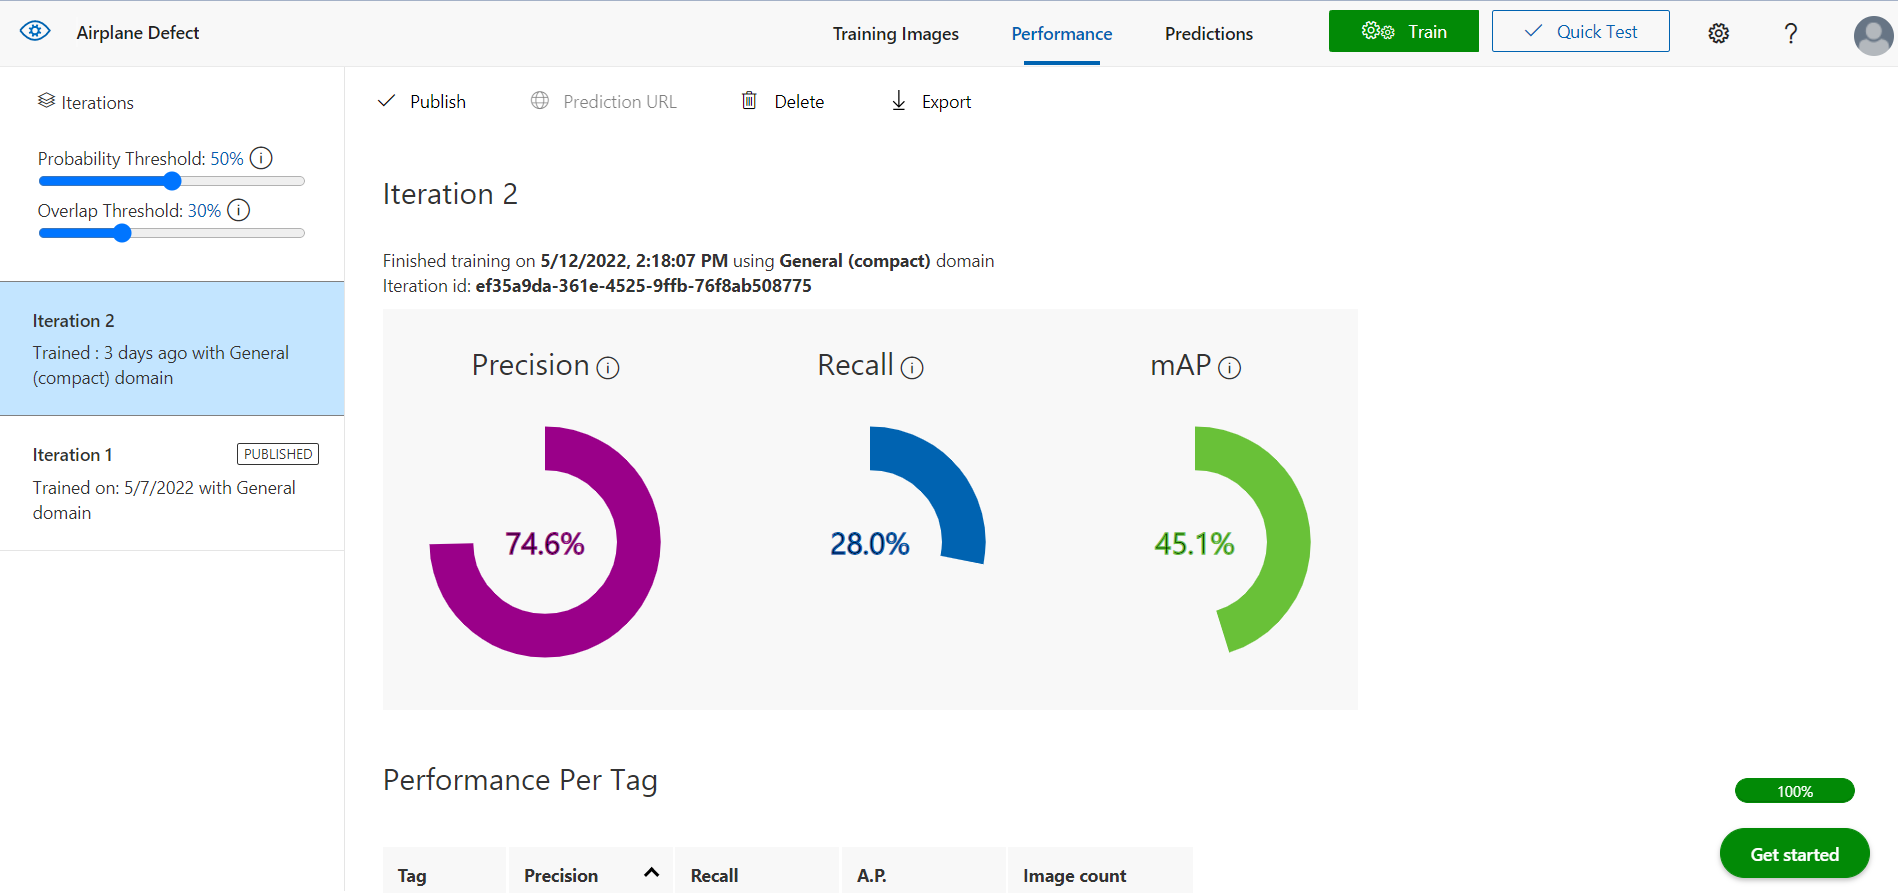 Airplane Defect
Training Images
Performance
Predictions
Train
Quick Test
?
Iterations
Probability Threshold: 50%
Overlap Threshold: 30%
Iteration 2
Trained : 3 days ago with General
(compact) domain
Iteration 1
PUBLISHED
Trained on: 5/7/2022 with General
domain
Publish
Prediction URL
Delete
Export
Iteration 2
Finished training on 5/12/2022, 2:18:07 PM using General (compact) domain
Iteration id: ef35a9da-361e-4525-9ffb-76f8ab508775
Precision
Recall
mAP
74.6%
28.0%
45.1%
Performance Per Tag
Tag
Precision
Recall
A.P.
Image count
100%
Get started